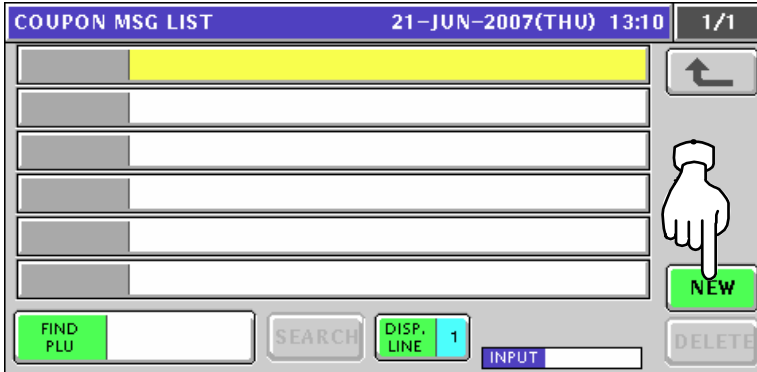 COUPON MSG LIST 21-JUN-2007(THU) 13:10 1/1
NEW
FIND PLU
SEARCH
DISP. LINE 1
INPUT
DELETE